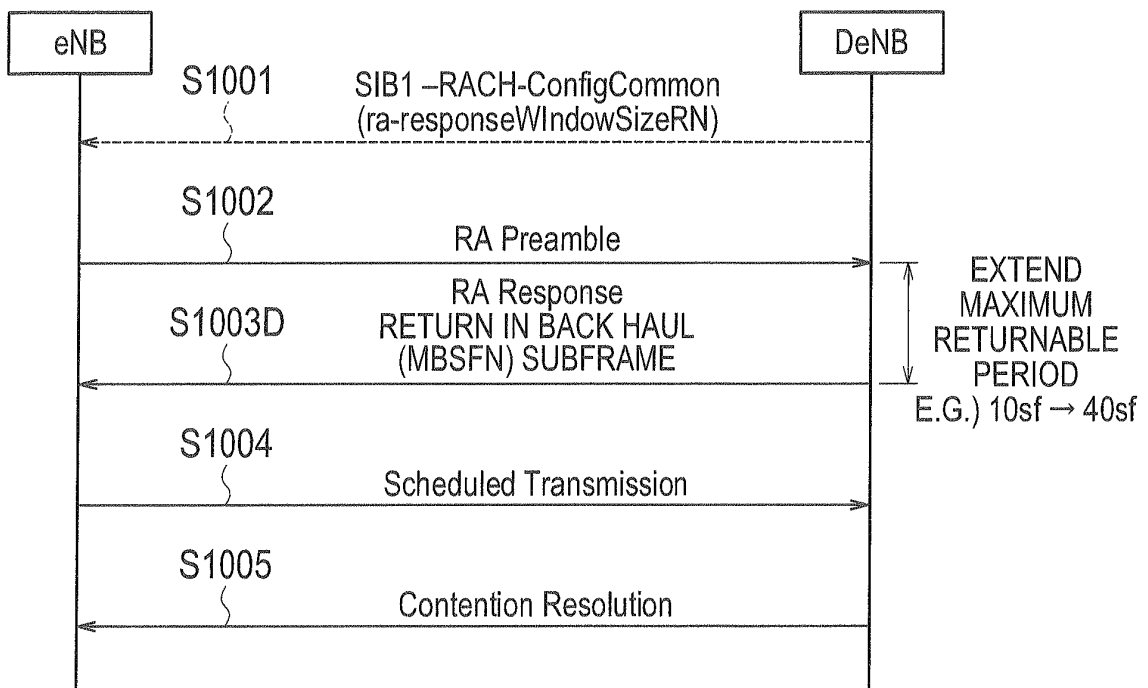 eNB
DeNB
S1001
SIB1 –RACH-ConfigCommon
(ra-responseWIndowSizeRN)
S1002
RA Preamble
S1003D
RA Response
RETURN IN BACK HAUL
(MBSFN) SUBFRAME
EXTEND
MAXIMUM
RETURNABLE
PERIOD
E.G.) 10sf → 40sf
S1004
Scheduled Transmission
S1005
Contention Resolution